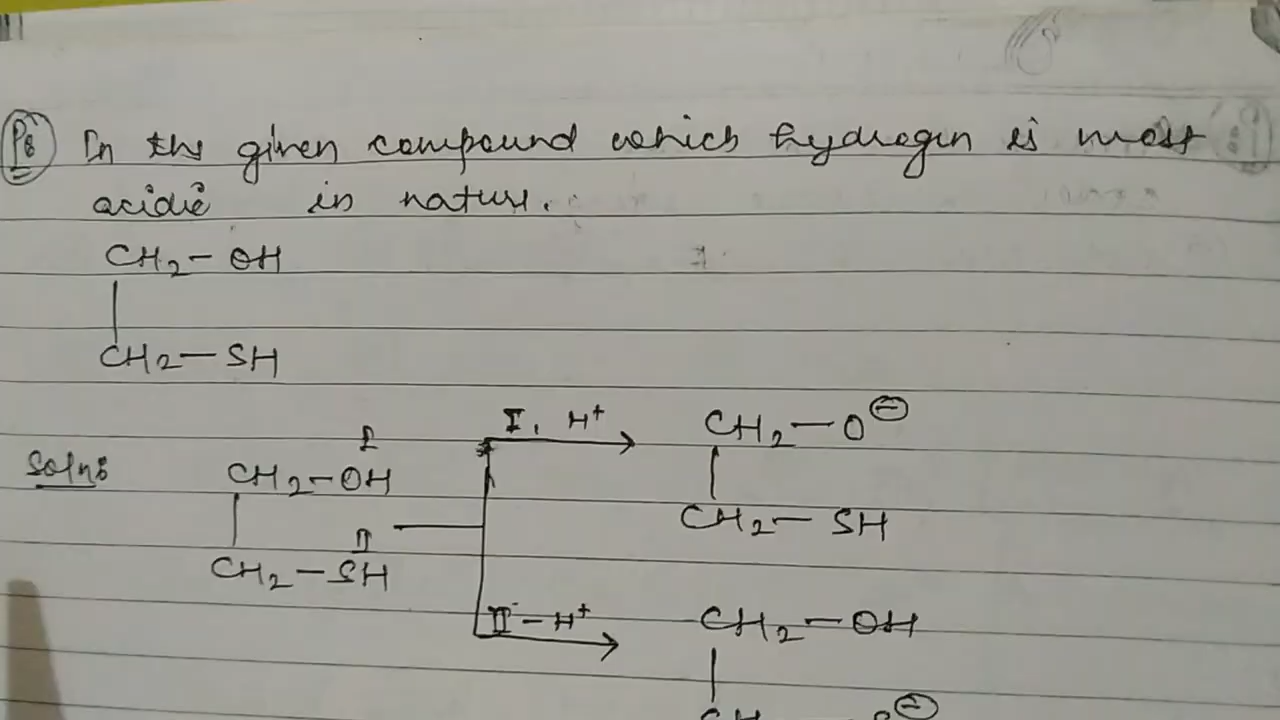 P8 In the given compound which hydrogen is most
acidic in nature.
CH2 - OH
|
CH2 - SH
Soln:
I
CH2 - OH
|
II
CH2 - SH
I, H+
CH2 - O⊖
|
CH2 - SH
II - H+
CH2 - OH
|